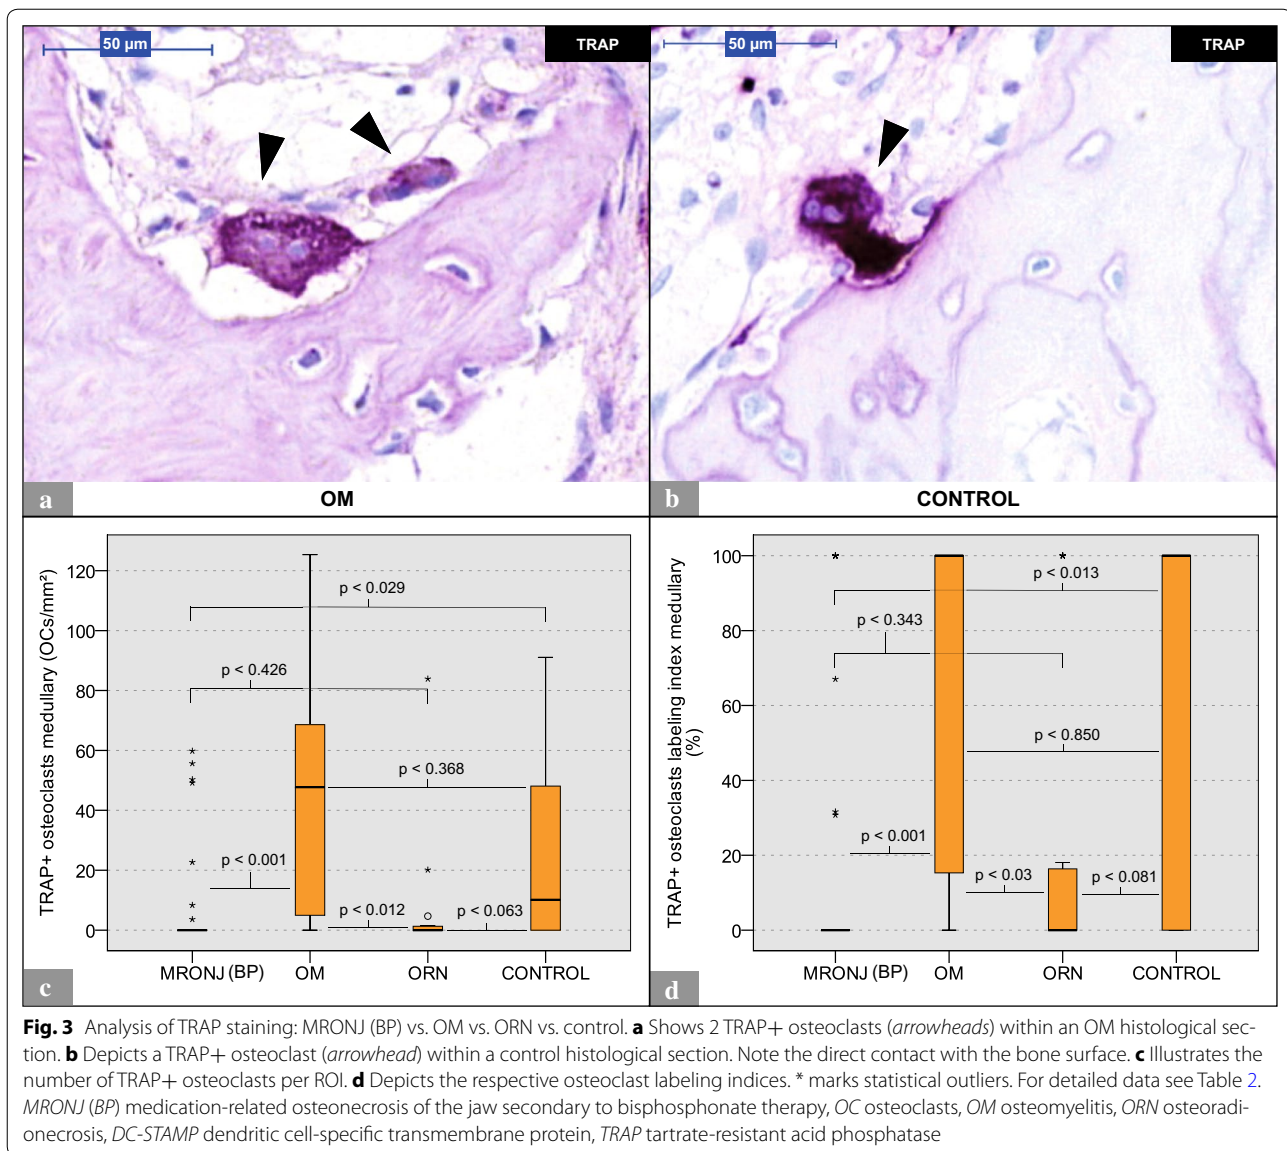 50 µm
TRAP
50 µm
TRAP
a
OM
b
CONTROL
TRAP+ osteoclasts medullary (OCs/mm²)
120
100
80
60
40
20
0
p < 0.029
p < 0.426
p < 0.368
p < 0.001
p < 0.012
p < 0.063
MRONJ (BP)
OM
ORN
CONTROL
c
TRAP+ osteoclasts labeling index medullary
(%)
100
80
60
40
20
0
p < 0.013
p < 0.343
p < 0.850
p < 0.001
p < 0.03
p < 0.081
MRONJ (BP)
OM
ORN
CONTROL
d
Fig. 3 Analysis of TRAP staining: MRONJ (BP) vs. OM vs. ORN vs. control. a Shows 2 TRAP+ osteoclasts (arrowheads) within an OM histological sec-
tion. b Depicts a TRAP+ osteoclast (arrowhead) within a control histological section. Note the direct contact with the bone surface. c Illustrates the
number of TRAP+ osteoclasts per ROI. d Depicts the respective osteoclast labeling indices. * marks statistical outliers. For detailed data see Table 2.
MRONJ (BP) medication-related osteonecrosis of the jaw secondary to bisphosphonate therapy, OC osteoclasts, OM osteomyelitis, ORN osteoradi-
onecrosis, DC-STAMP dendritic cell-specific transmembrane protein, TRAP tartrate-resistant acid phosphatase